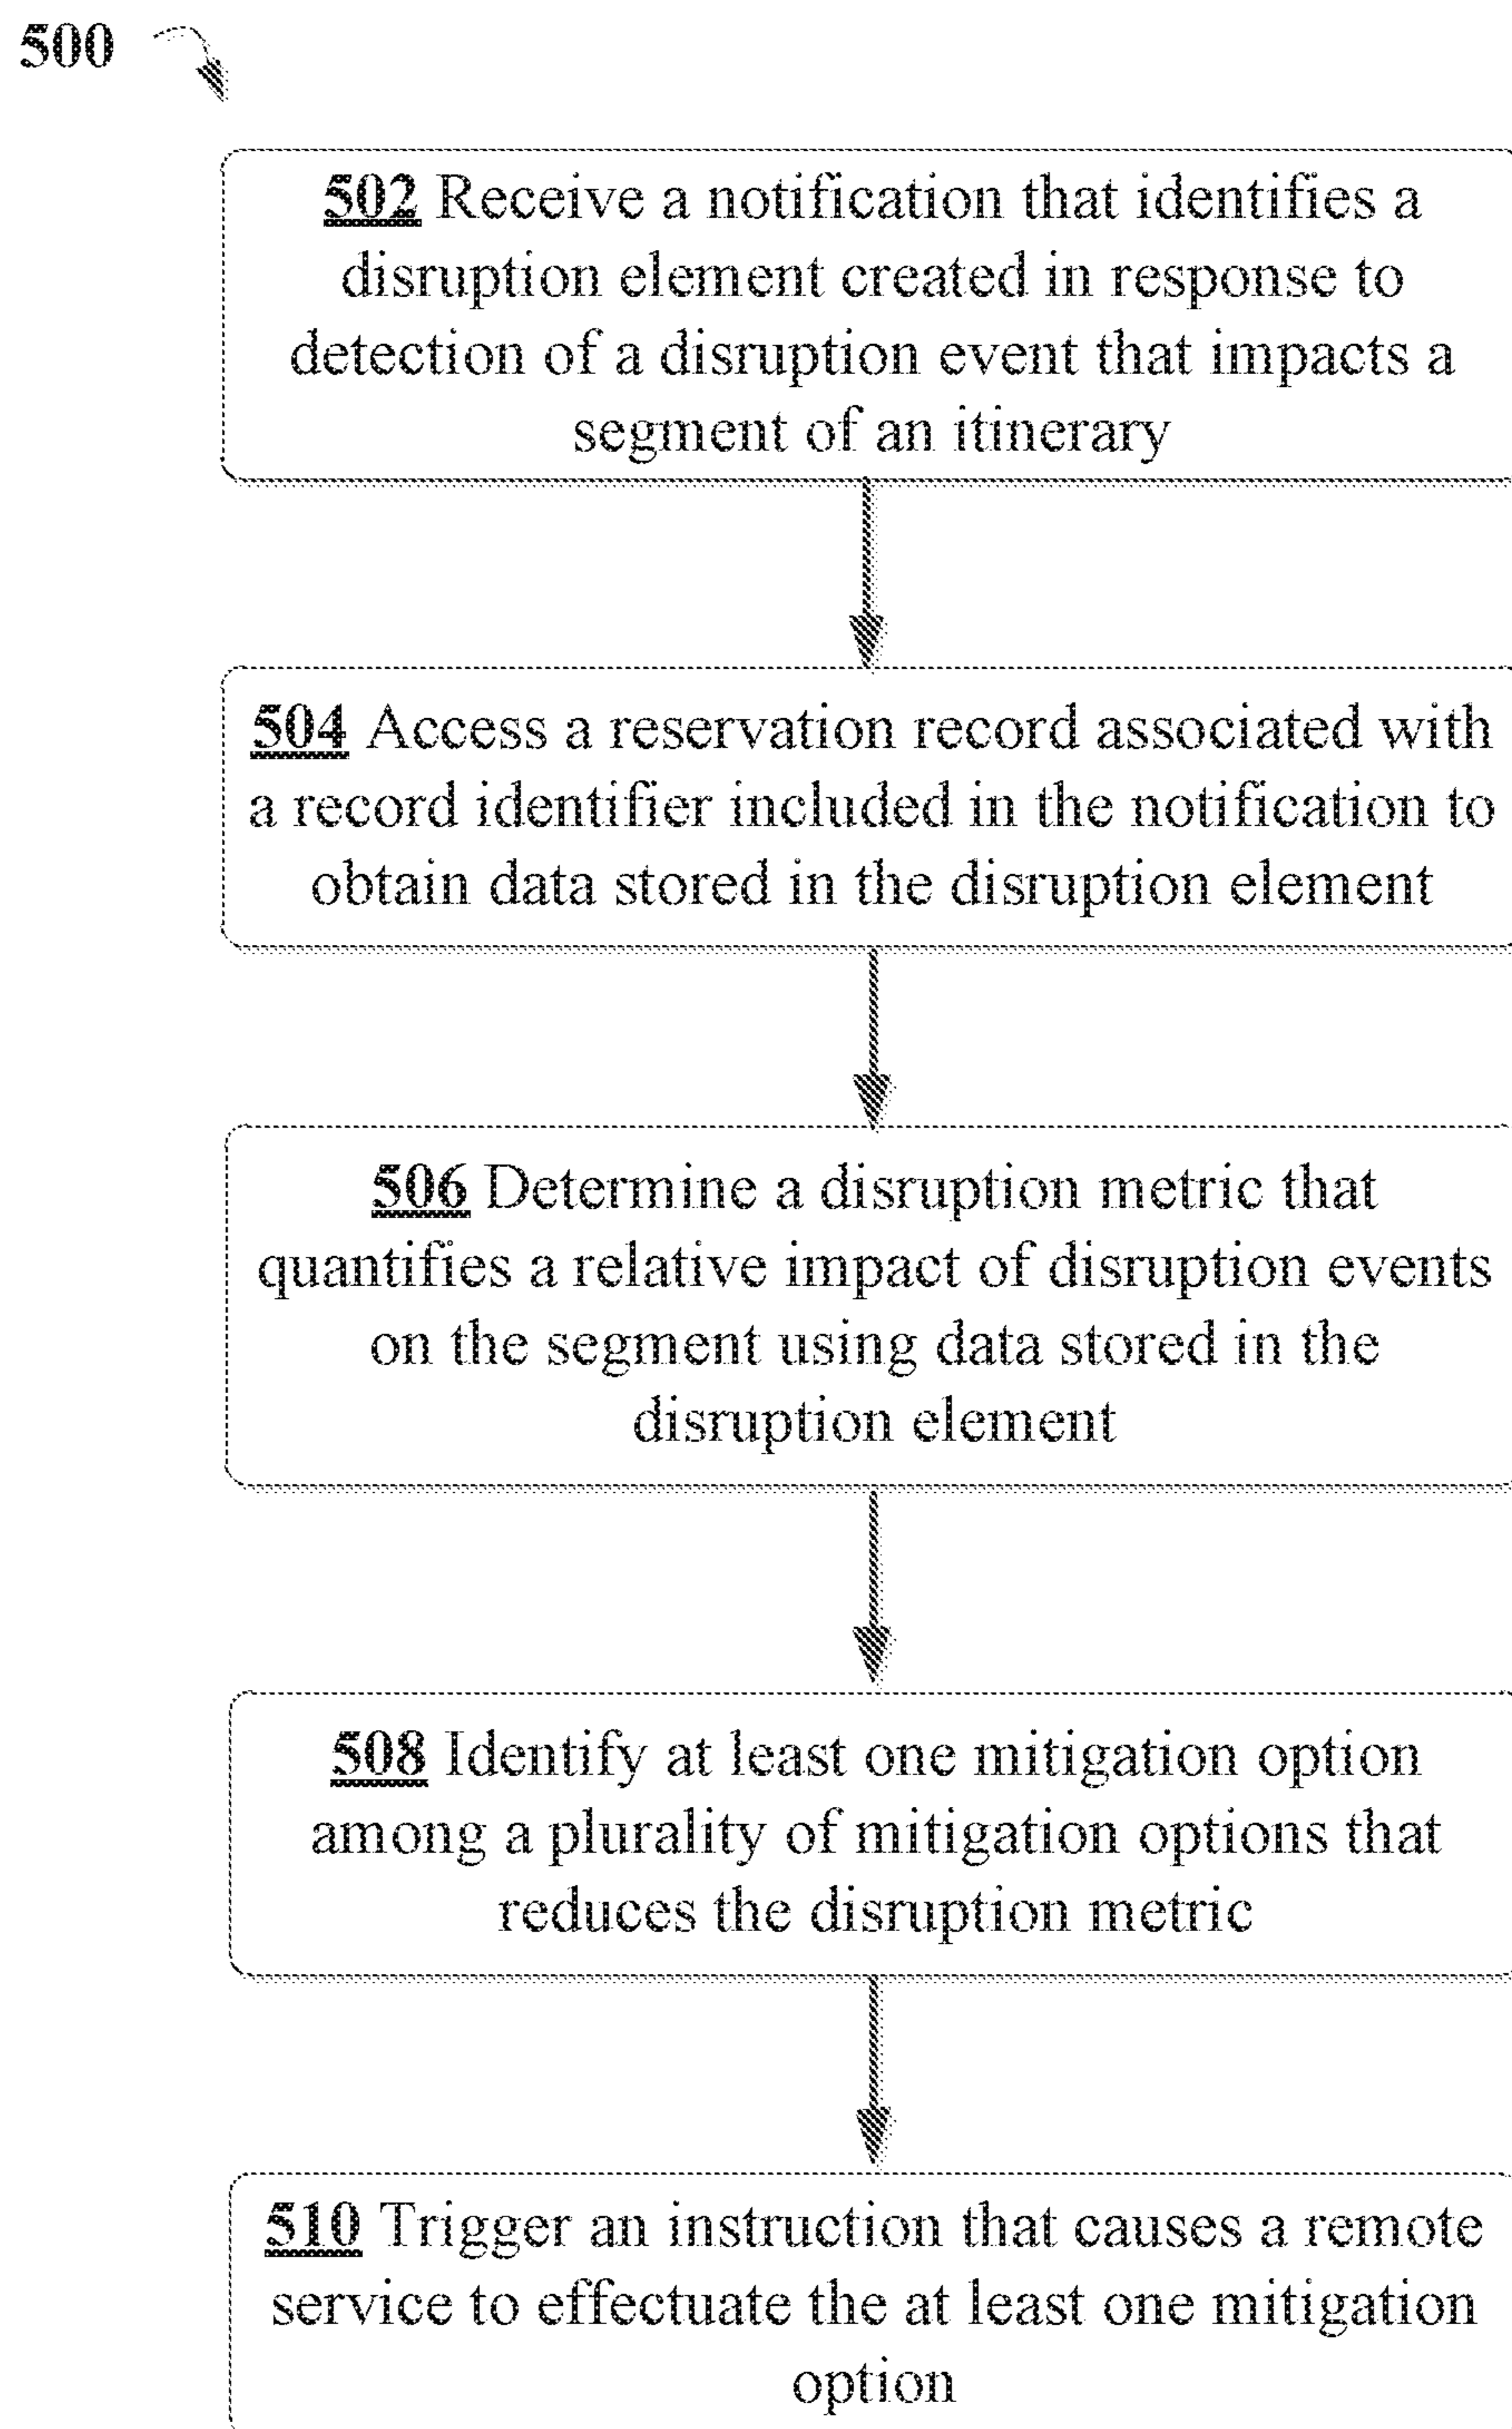 500
502 Receive a notification that identifies a
disruption element created in response to
detection of a disruption event that impacts a
segment of an itinerary
504 Access a reservation record associated with
a record identifier included in the notification to
obtain data stored in the disruption element
506 Determine a disruption metric that
quantifies a relative impact of disruption events
on the segment using data stored in the
disruption element
508 Identify at least one mitigation option
among a plurality of mitigation options that
reduces the disruption metric
510 Trigger an instruction that causes a remote
service to effectuate the at least one mitigation
option